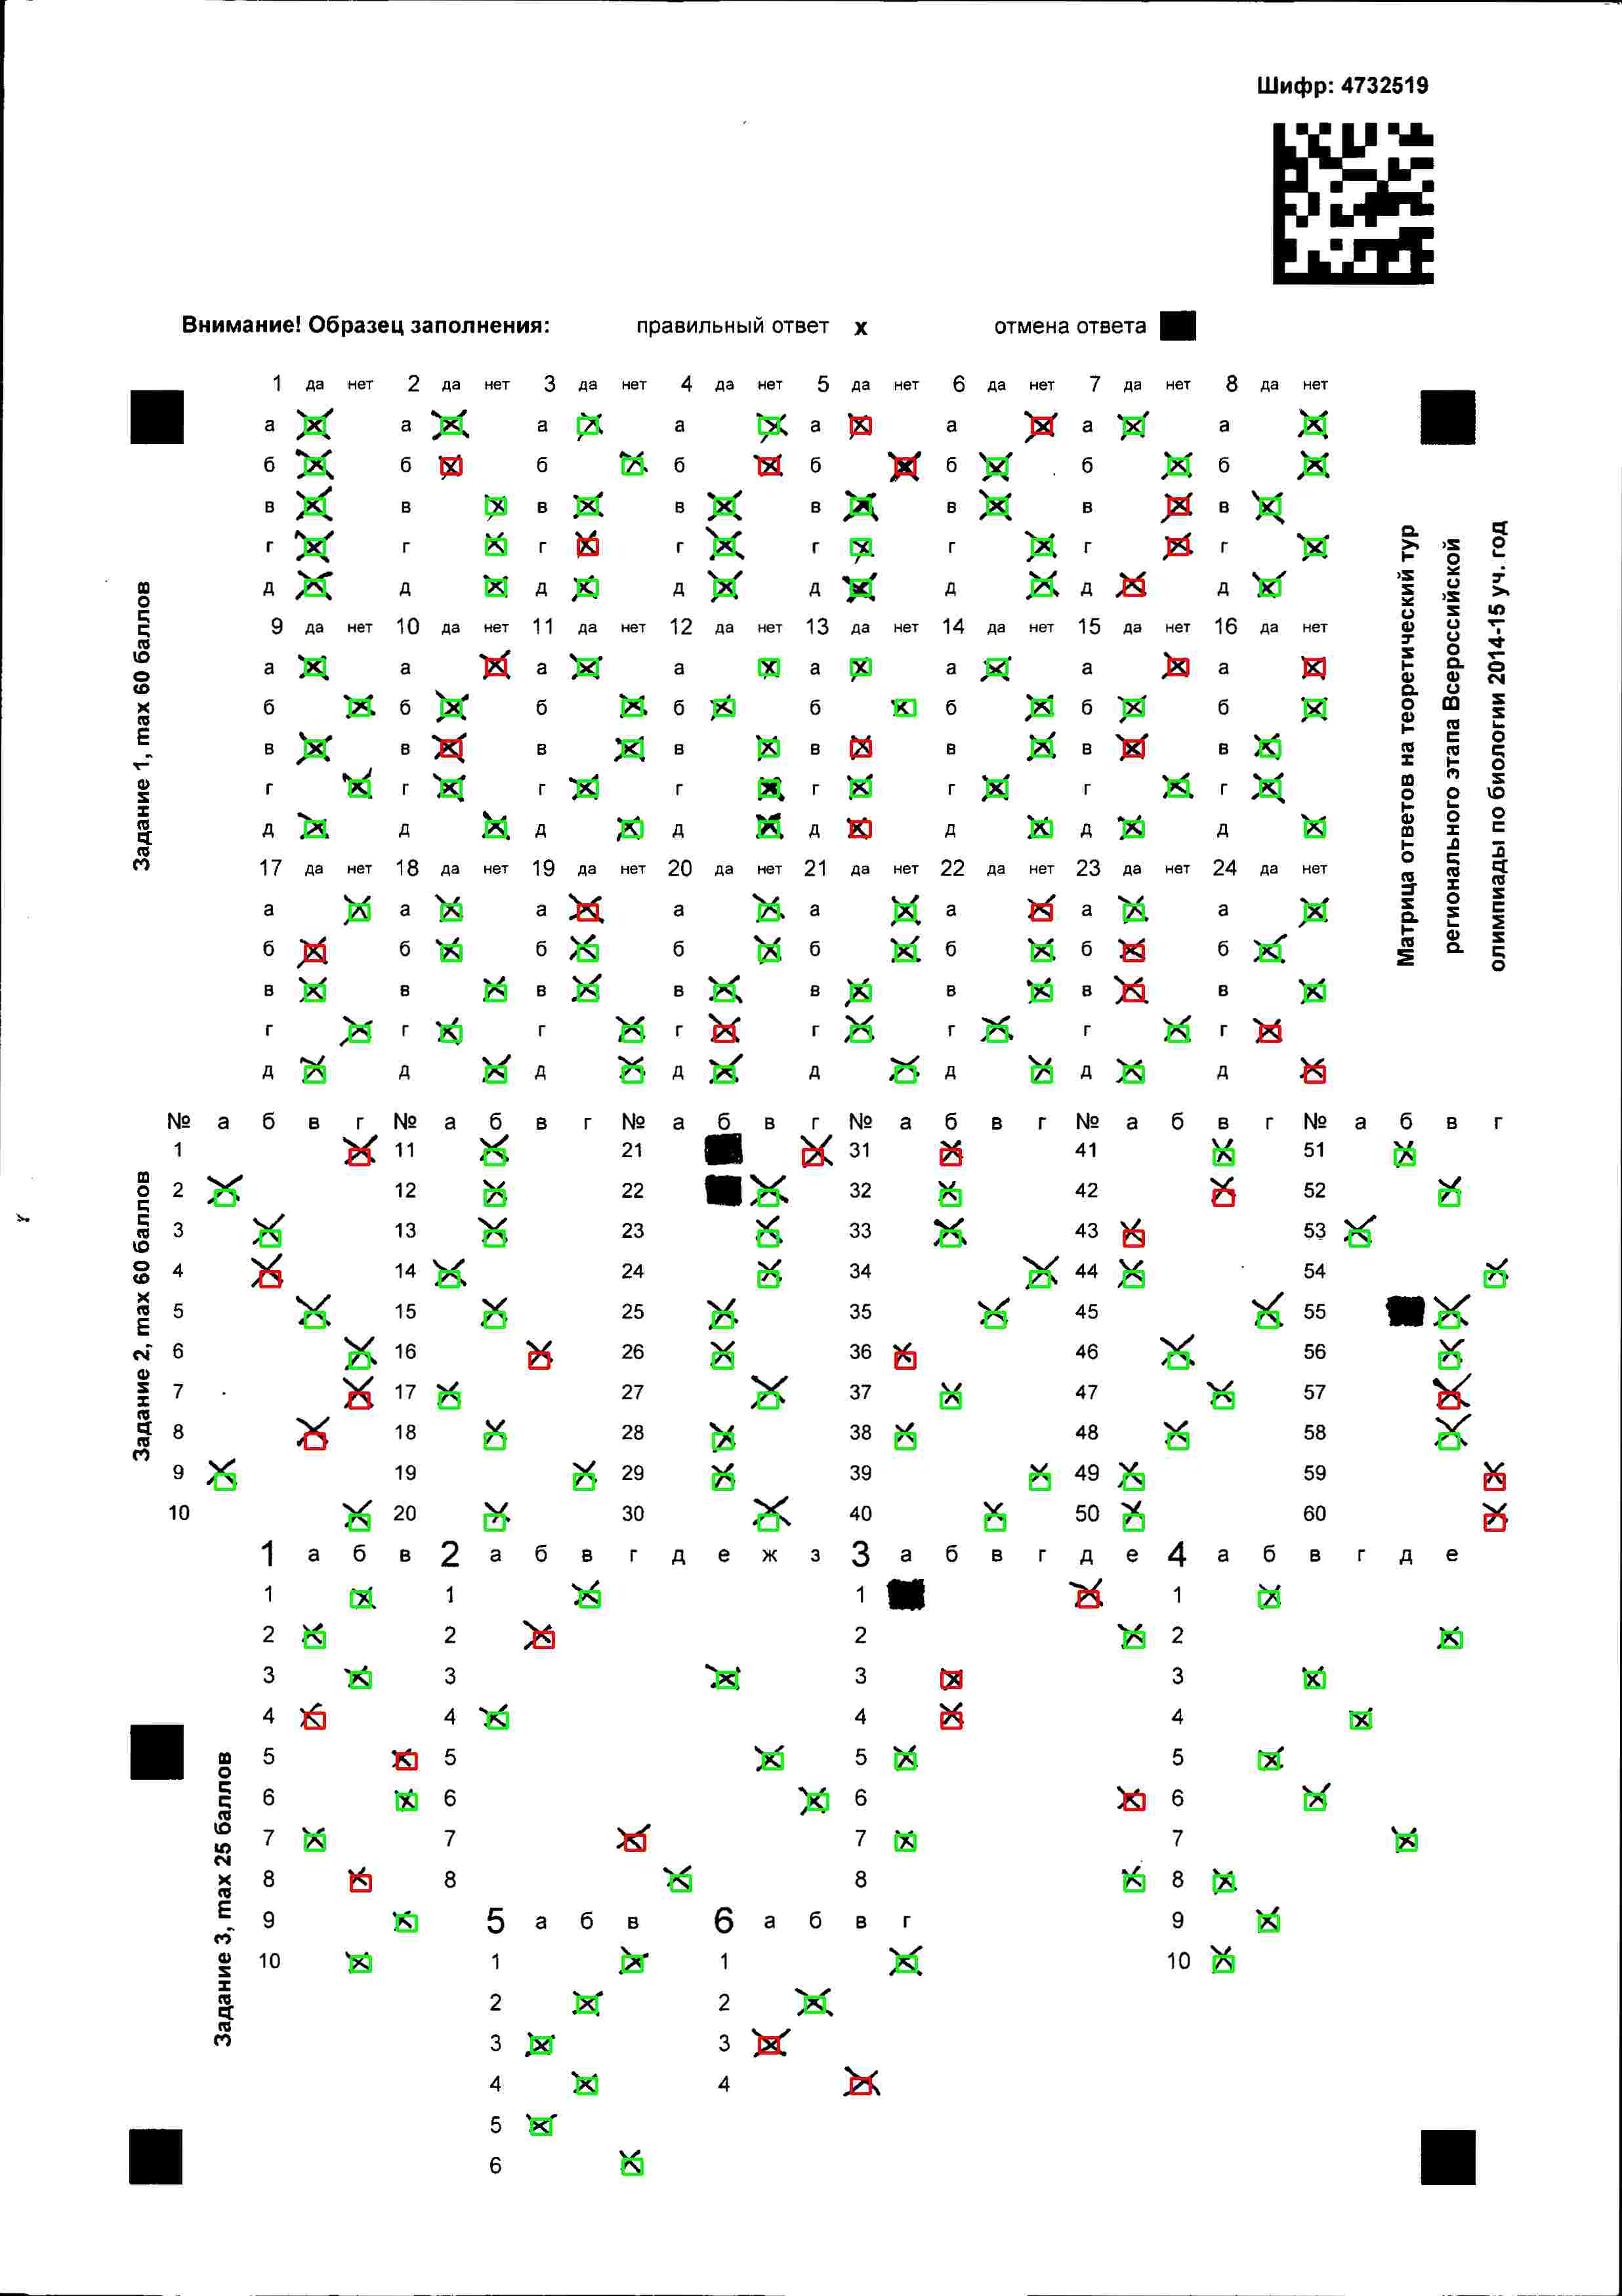 Шифр: 4732519
Внимание! Образец заполнения: правильный ответ х отмена ответа
Матрица ответов на теоретический тур
регионального этапа Всероссийской
олимпиады по биологии 2014-15 уч. год
Задание 1, max 60 баллов
1 да нет 2 да нет 3 да нет 4 да нет 5 да нет 6 да нет 7 да нет 8 да нет
а а а а а а а а
б б б б б б б б
в в в в в в в в
г г г г г г г г
д д д д д д д д
9 да нет 10 да нет 11 да нет 12 да нет 13 да нет 14 да нет 15 да нет 16 да нет
а а а а а а а а
б б б б б б б б
в в в в в в в в
г г г г г г г г
д д д д д д д д
17 да нет 18 да нет 19 да нет 20 да нет 21 да нет 22 да нет 23 да нет 24 да нет
а а а а а а а а
б б б б б б б б
в в в в в в в в
г г г г г г г г
д д д д д д д д
Задание 2, max 60 баллов
№ а б в г № а б в г № а б в г № а б в г № а б в г № а б в г
1 11 21 31 41 51
2 12 22 32 42 52
3 13 23 33 43 53
4 14 24 34 44 54
5 15 25 35 45 55
6 16 26 36 46 56
7 17 27 37 47 57
8 18 28 38 48 58
9 19 29 39 49 59
10 20 30 40 50 60
Задание 3, max 25 баллов
1 а б в 2 а б в г д е ж з 3 а б в г д е 4 а б в г д е
1 1 1 1
2 2 2 2
3 3 3 3
4 4 4 4
5 5 5 5
6 6 6 6
7 7 7 7
8 8 8 8
9 5 а б в 6 а б в г 9
10 1 1 10
2 2
3 3
4 4
5
6